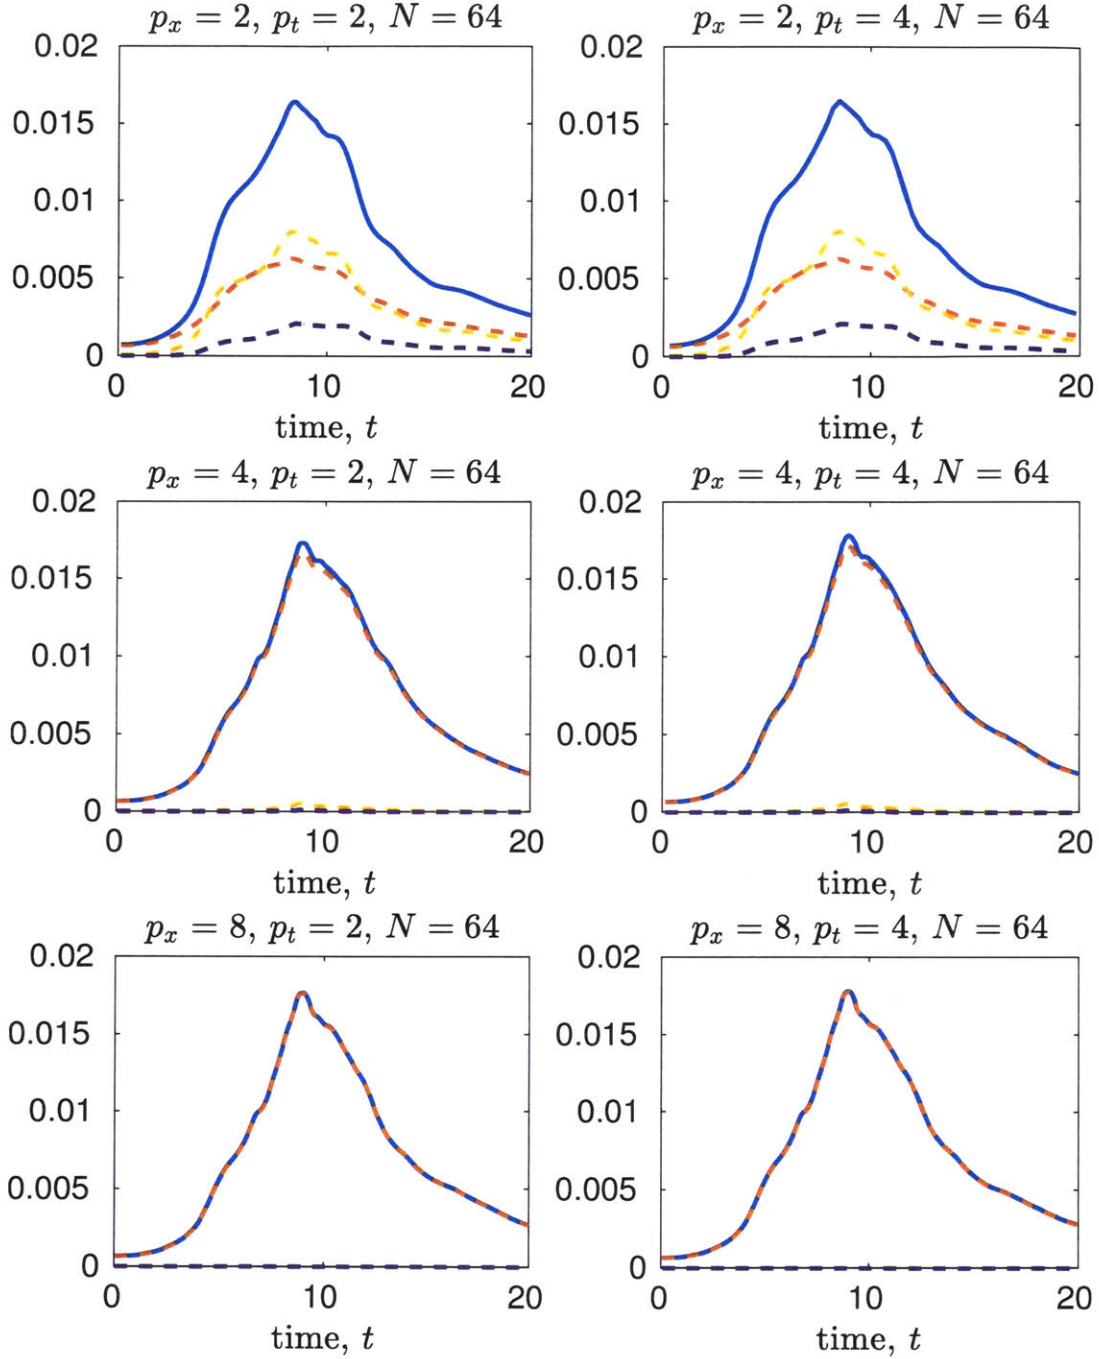 p_x = 2, p_t = 2, N = 64
0.02
0.015
0.01
0.005
0
0 10 20
time, t
p_x = 2, p_t = 4, N = 64
0.02
0.015
0.01
0.005
0
0 10 20
time, t
p_x = 4, p_t = 2, N = 64
0.02
0.015
0.01
0.005
0
0 10 20
time, t
p_x = 4, p_t = 4, N = 64
0.02
0.015
0.01
0.005
0
0 10 20
time, t
p_x = 8, p_t = 2, N = 64
0.02
0.015
0.01
0.005
0
0 10 20
time, t
p_x = 8, p_t = 4, N = 64
0.02
0.015
0.01
0.005
0
0 10 20
time, t